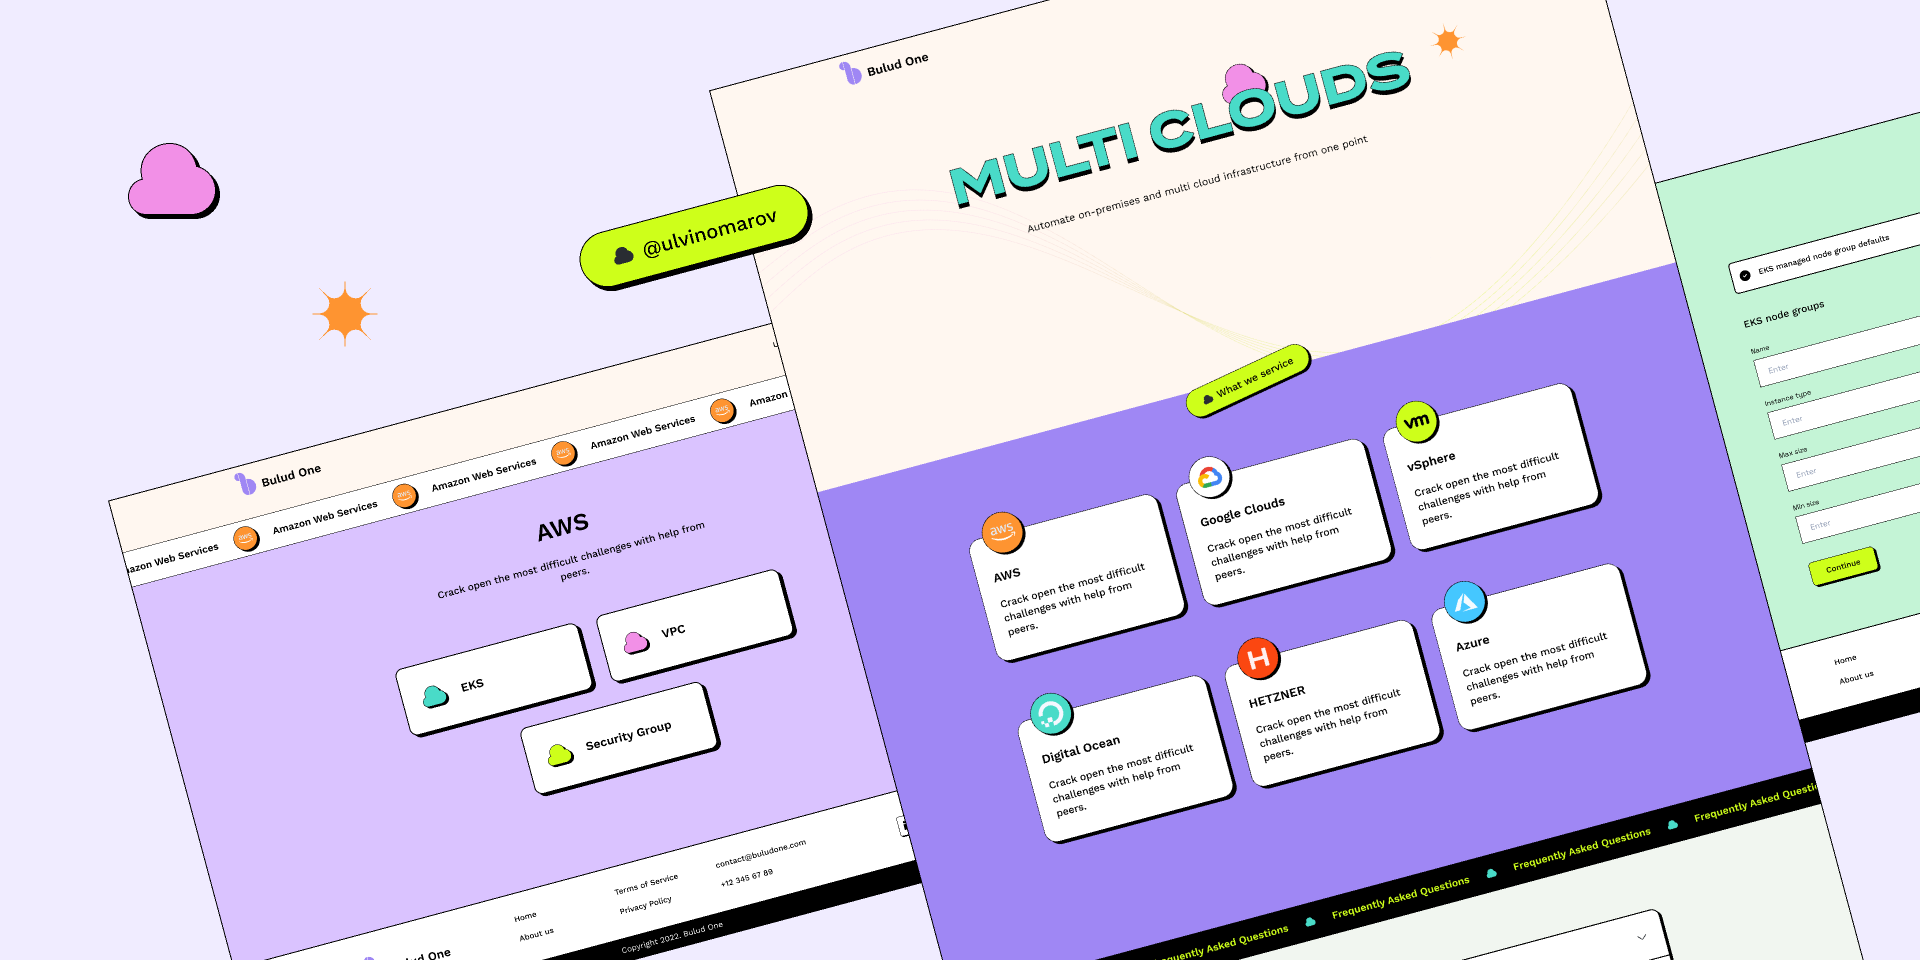 @ulvinomarov
Bulud One
Amazon Web Services
Amazon Web Services
Amazon Web Services
Web Services
Amazon
AWS
Crack open the most difficult challenges with help from
peers.
EKS
VPC
Security Group
Home
About us
Terms of Service
Privacy Policy
contact@buludone.com
+12 345 67 89
Copyright 2022. Bulud One
Bulud One
MULTI CLOUDS
Automate on-premises and multi cloud infrastructure from one point
What we service
aws
AWS
Crack open the most difficult
challenges with help from
peers.
Google Clouds
Crack open the most difficult
challenges with help from
peers.
vm
vSphere
Crack open the most difficult
challenges with help from
peers.
Digital Ocean
Crack open the most difficult
challenges with help from
peers.
H
HETZNER
Crack open the most difficult
challenges with help from
peers.
Azure
Crack open the most difficult
challenges with help from
peers.
Asked Questions
Frequently Asked Questions
Frequently Asked Questions
Frequently Asked
EKS managed node group defaults
EKS node groups
Name
Enter
Instance type
Enter
Max size
Enter
Min size
Enter
Continue
Home
About us